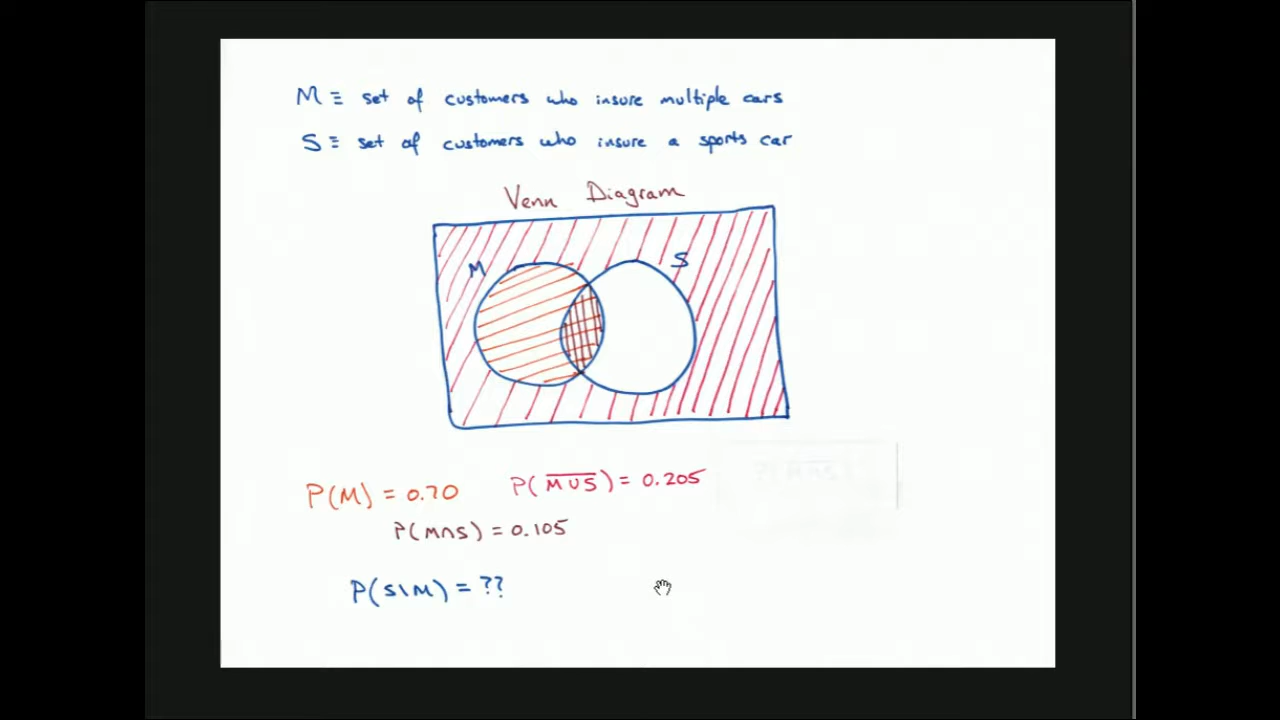 M ≡ set of customers who insure multiple cars
S ≡ set of customers who insure a sports car
Venn Diagram
M S
P(M) = 0.70 P(\overline{M∪S}) = 0.205
P(M∩S) = 0.105
P(S\M) = ??